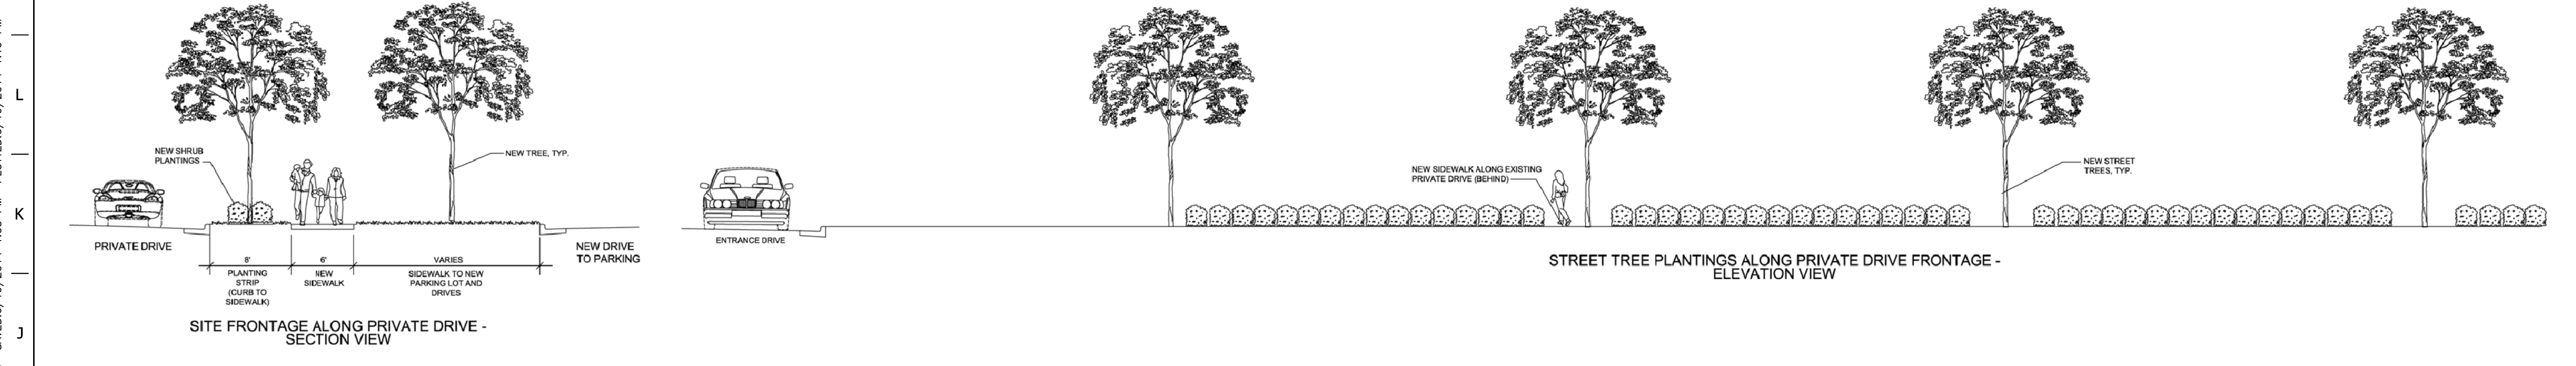 L
K
J
NEW SHRUB
PLANTINGS
NEW TREE, TYP.
PRIVATE DRIVE
NEW DRIVE
TO PARKING
8'
6'
VARIES
PLANTING
STRIP
(CURB TO
SIDEWALK)
NEW
SIDEWALK
SIDEWALK TO NEW
PARKING LOT AND
DRIVES
SITE FRONTAGE ALONG PRIVATE DRIVE -
SECTION VIEW
ENTRANCE DRIVE
NEW SIDEWALK ALONG EXISTING
PRIVATE DRIVE (BEHIND)
NEW STREET
TREES, TYP.
STREET TREE PLANTINGS ALONG PRIVATE DRIVE FRONTAGE -
ELEVATION VIEW